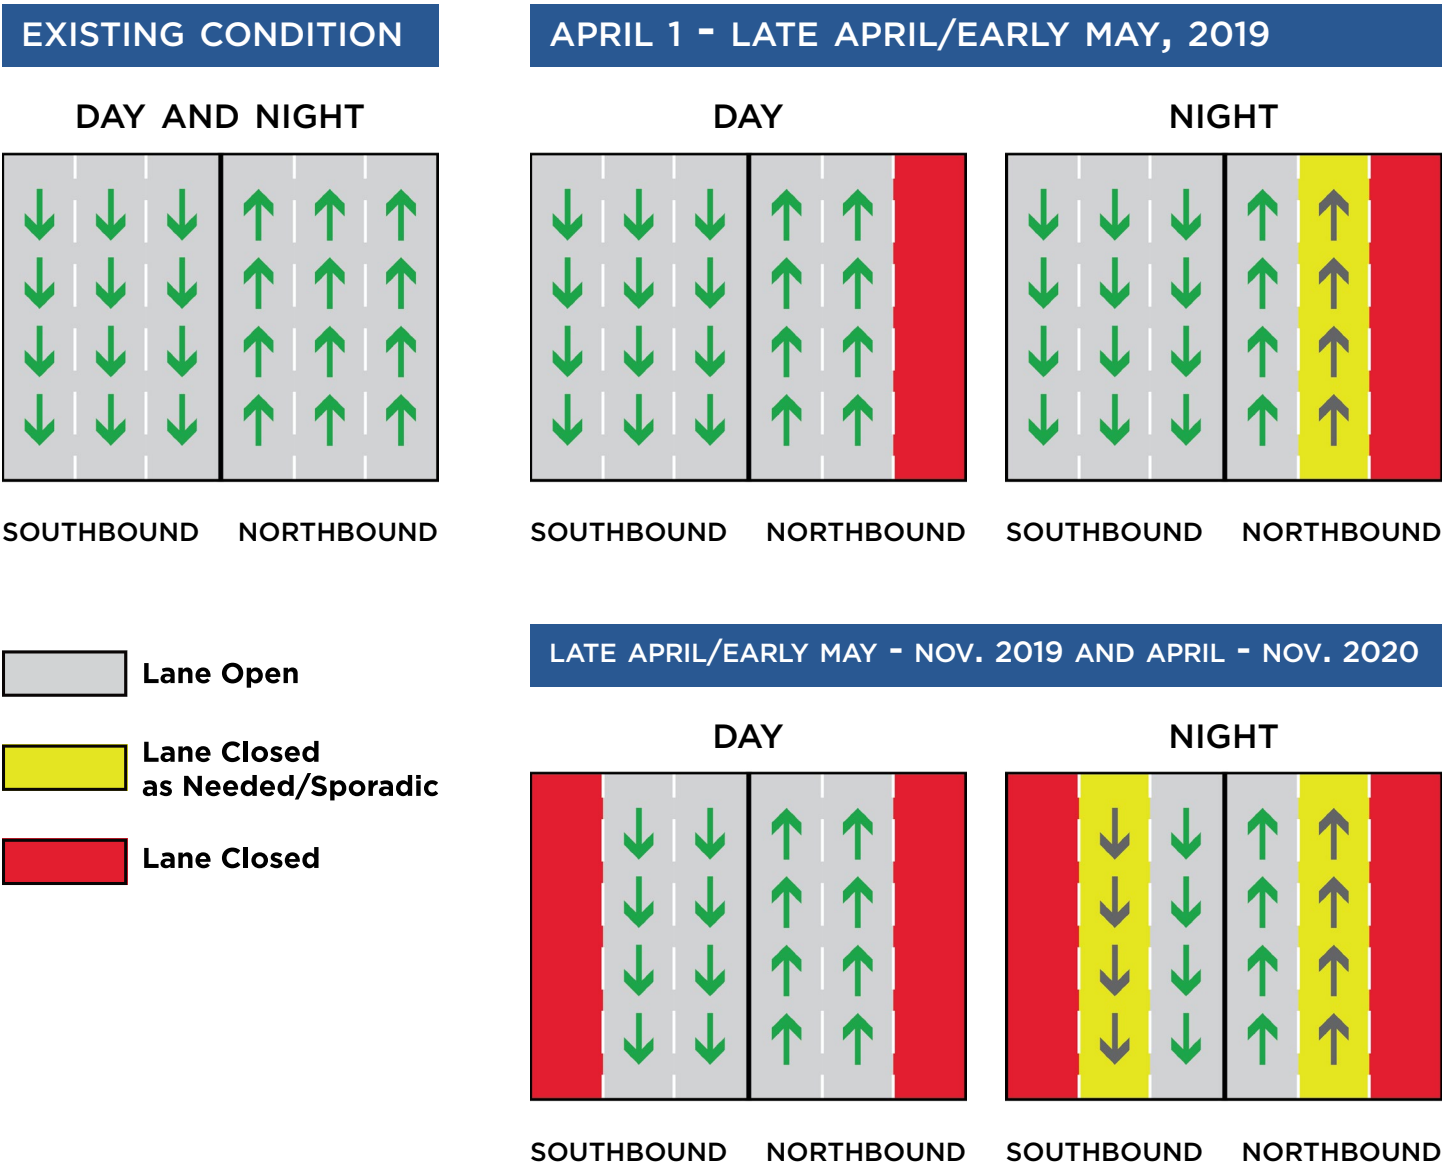 EXISTING CONDITION
DAY AND NIGHT
SOUTHBOUND NORTHBOUND
APRIL 1 - LATE APRIL/EARLY MAY, 2019
DAY NIGHT
SOUTHBOUND NORTHBOUND SOUTHBOUND NORTHBOUND
Lane Open
Lane Closed
as Needed/Sporadic
Lane Closed
LATE APRIL/EARLY MAY - NOV. 2019 AND APRIL - NOV. 2020
DAY NIGHT
SOUTHBOUND NORTHBOUND SOUTHBOUND NORTHBOUND